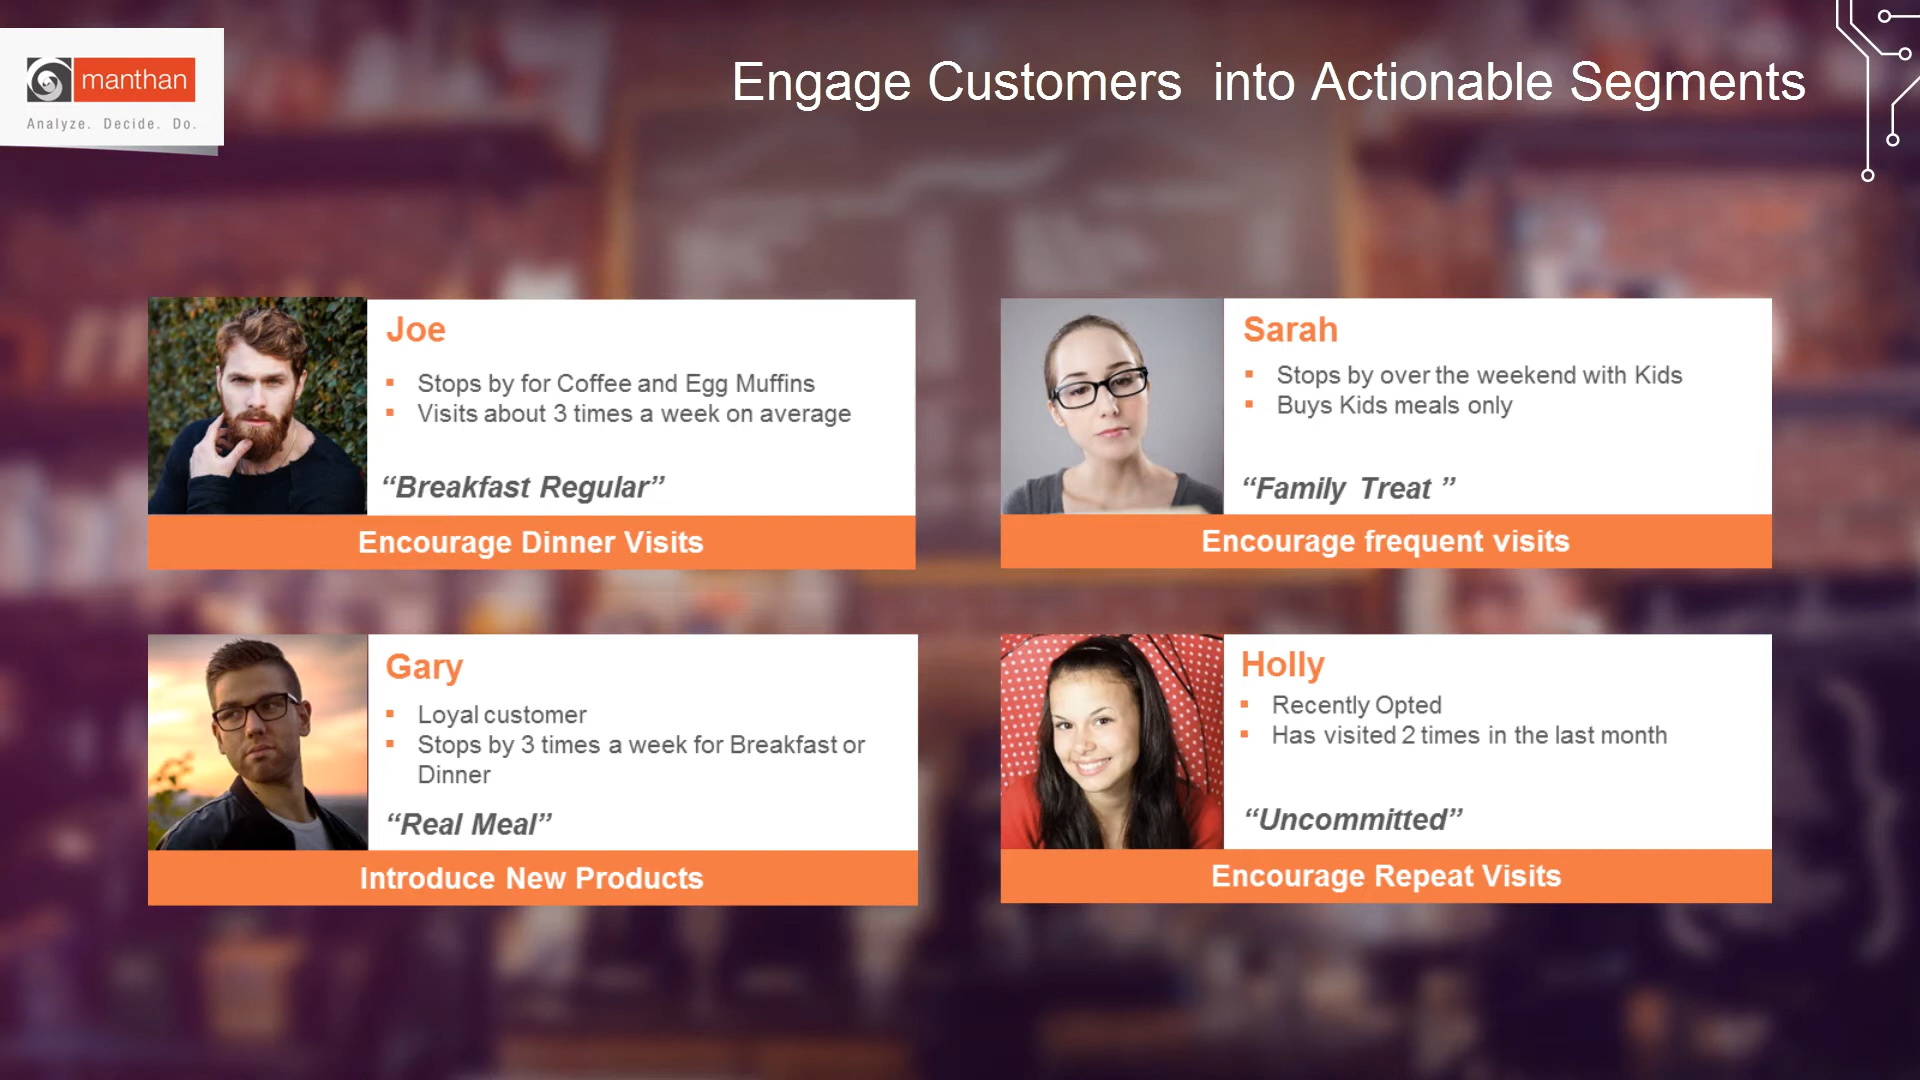 manthan
Analyze. Decide. Do.
Engage Customers into Actionable Segments
Joe
Stops by for Coffee and Egg Muffins
Visits about 3 times a week on average
“Breakfast Regular”
Encourage Dinner Visits
Sarah
Stops by over the weekend with Kids
Buys Kids meals only
“Family Treat ”
Encourage frequent visits
Gary
Loyal customer
Stops by 3 times a week for Breakfast or
Dinner
“Real Meal”
Introduce New Products
Holly
Recently Opted
Has visited 2 times in the last month
“Uncommitted”
Encourage Repeat Visits